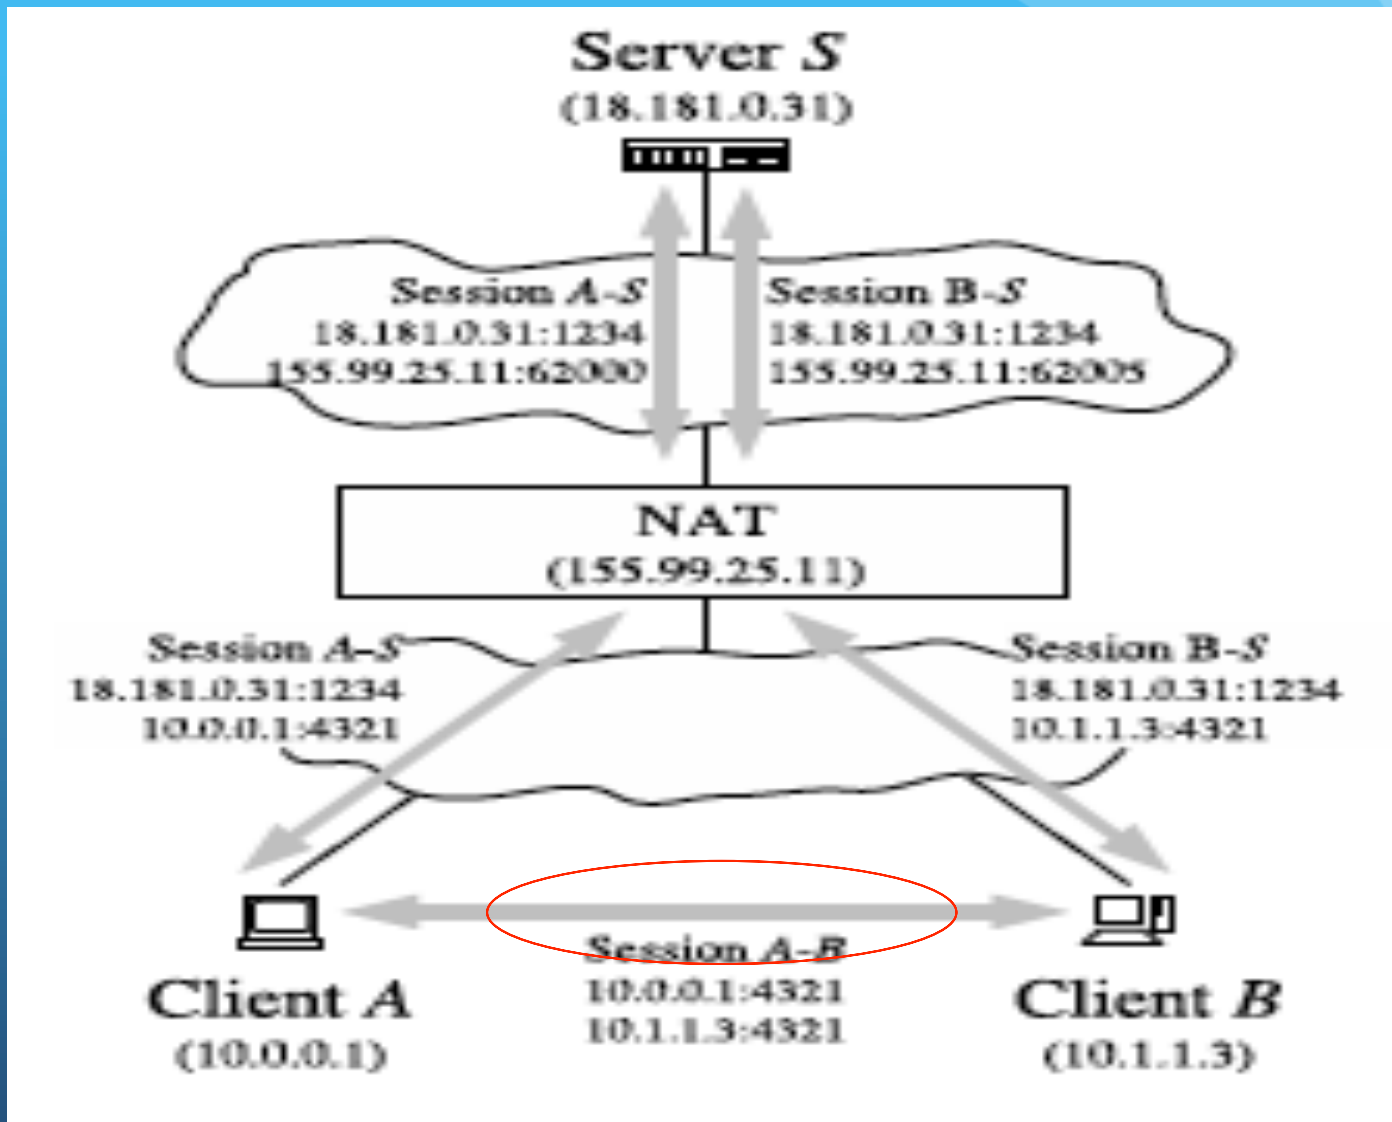 Server S
(18.181.0.31)
Session A-S
18.181.0.31:1234
155.99.25.11:62000
Session B-S
18.181.0.31:1234
155.99.25.11:62005
NAT
(155.99.25.11)
Session A-S
18.181.0.31:1234
10.0.0.1:4321
Session B-S
18.181.0.31:1234
10.1.1.3:4321
Session A-B
10.0.0.1:4321
10.1.1.3:4321
Client A
(10.0.0.1)
Client B
(10.1.1.3)